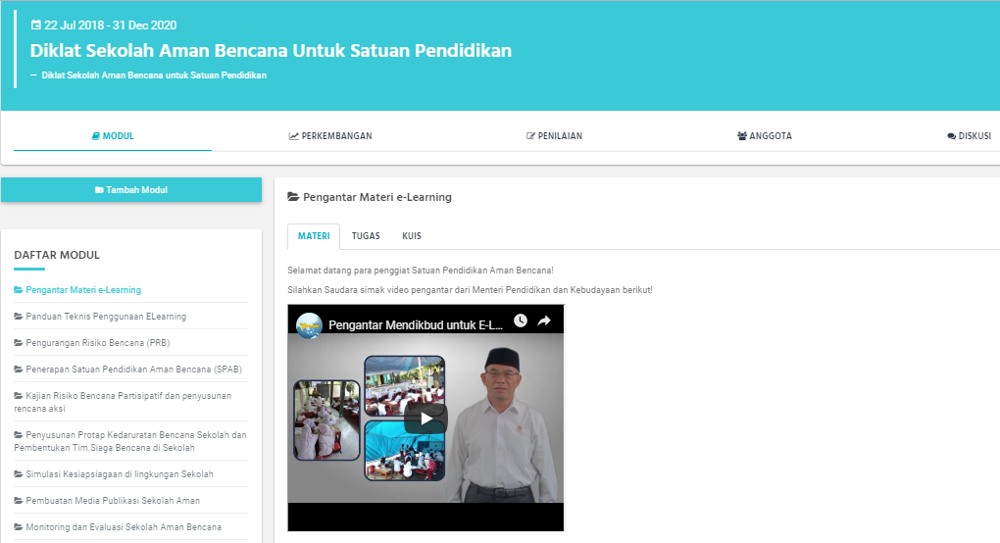 22 Jul 2018 - 31 Dec 2020
Diklat Sekolah Aman Bencana Untuk Satuan Pendidikan
— Diklat Sekolah Aman Bencana untuk Satuan Pendidikan
MODUL
PERKEMBANGAN
PENILAIAN
ANGGOTA
DISKUSI
Tambah Modul
DAFTAR MODUL
Pengantar Materi e-Learning
Panduan Teknis Penggunaan ELearning
Pengurangan Risiko Bencana (PRB)
Penerapan Satuan Pendidikan Aman Bencana (SPAB)
Kajian Risiko Bencana Partisipatif dan penyusunan
rencana aksi
Penyusunan Protap Kedaruratan Bencana Sekolah dan
Pembentukan Tim Siaga Bencana di Sekolah
Simulasi Kesiapsiagaan di lingkungan Sekolah
Pembuatan Media Publikasi Sekolah Aman
Monitoring dan Evaluasi Sekolah Aman Bencana
Pengantar Materi e-Learning
MATERI
TUGAS
KUIS
Selamat datang para penggiat Satuan Pendidikan Aman Bencana!
Silahkan Saudara simak video pengantar dari Menteri Pendidikan dan Kebudayaan berikut!
Pengantar Mendikbud untuk E-L...